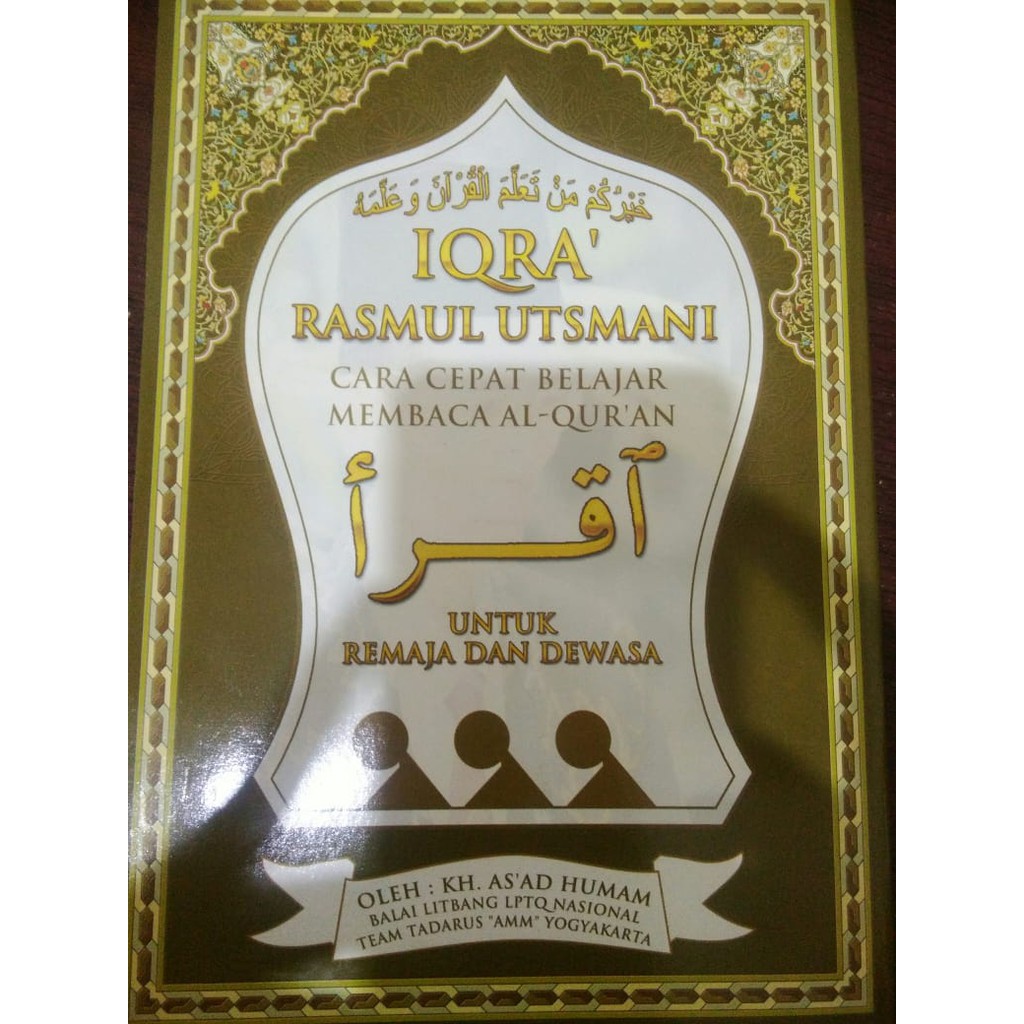 خَيْرُكُمْ مَنْ تَعَلَّمَ الْقُرْآنَ وَعَلَّمَهُ
IQRA'
RASMUL UTSMANI
CARA CEPAT BELAJAR
MEMBACA AL-QUR'AN
ٱقرأ
UNTUK
REMAJA DAN DEWASA
OLEH : KH. AS'AD HUMAM
BALAI LITBANG LPTQ NASIONAL
TEAM TADARUS "AMM" YOGYAKARTA